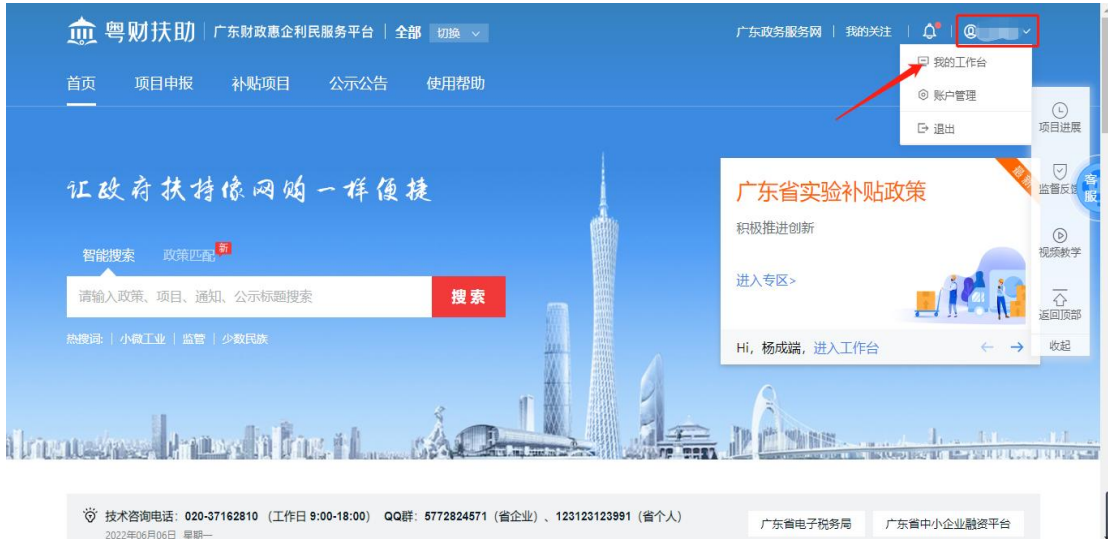 粤财扶助 广东财政惠企利民服务平台 全部 切换
广东政务服务网 我的关注
首页 项目申报 补贴项目 公示公告 使用帮助
我的工作台
账户管理
退出
项目进展
监督反馈
客服
视频教学
返回顶部
收起
让政府扶持像网购一样便捷
智能搜索 政策匹配 新
请输入政策、项目、通知、公示标题搜索 搜索
热搜词: 小微工业 监管 少数民族
最新
广东省实验补贴政策
积极推进创新
进入专区>
Hi, 杨成端, 进入工作台
技术咨询电话: 020-37162810 (工作日 9:00-18:00) QQ群: 5772824571 (省企业) 、123123123991 (省个人)
2022年06月06日 星期一
广东省电子税务局 广东省中小企业融资平台